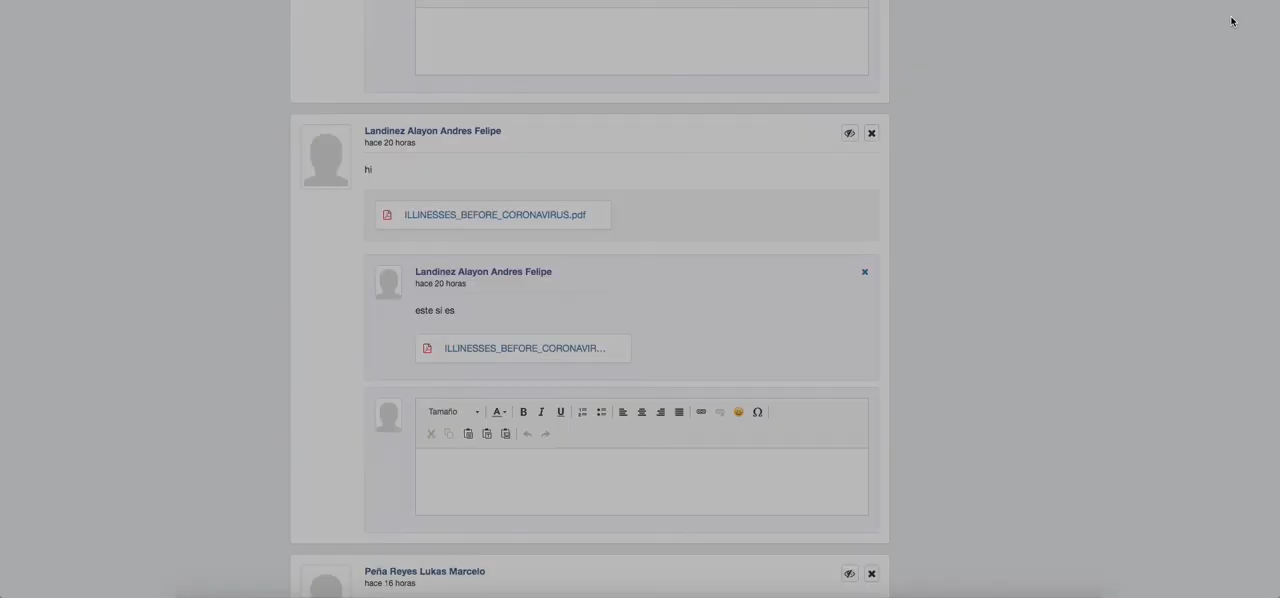 Landinez Alayon Andres Felipe
hace 20 horas
hi
ILLINESSES_BEFORE_CORONAVIRUS.pdf
Landinez Alayon Andres Felipe
hace 20 horas
este si es
ILLINESSES_BEFORE_CORONAVIR...
Tamaño A B I U Ω
Peña Reyes Lukas Marcelo
hace 16 horas